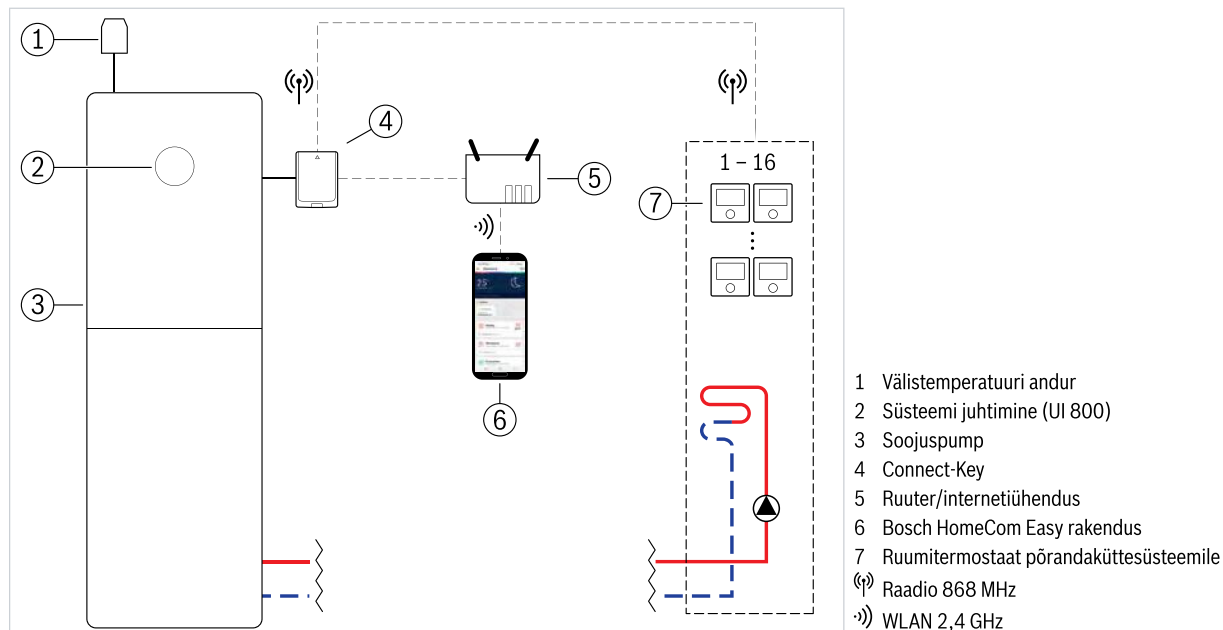 1
2
3
4
5
6
7
1 – 16
25°
1 Välistemperatuuri andur
2 Süsteemi juhtimine (UI 800)
3 Soojuspump
4 Connect-Key
5 Ruuter/internetiühendus
6 Bosch HomeCom Easy rakendus
7 Ruumitermostaat põrandaküttesüsteemile
Raadio 868 MHz
WLAN 2,4 GHz